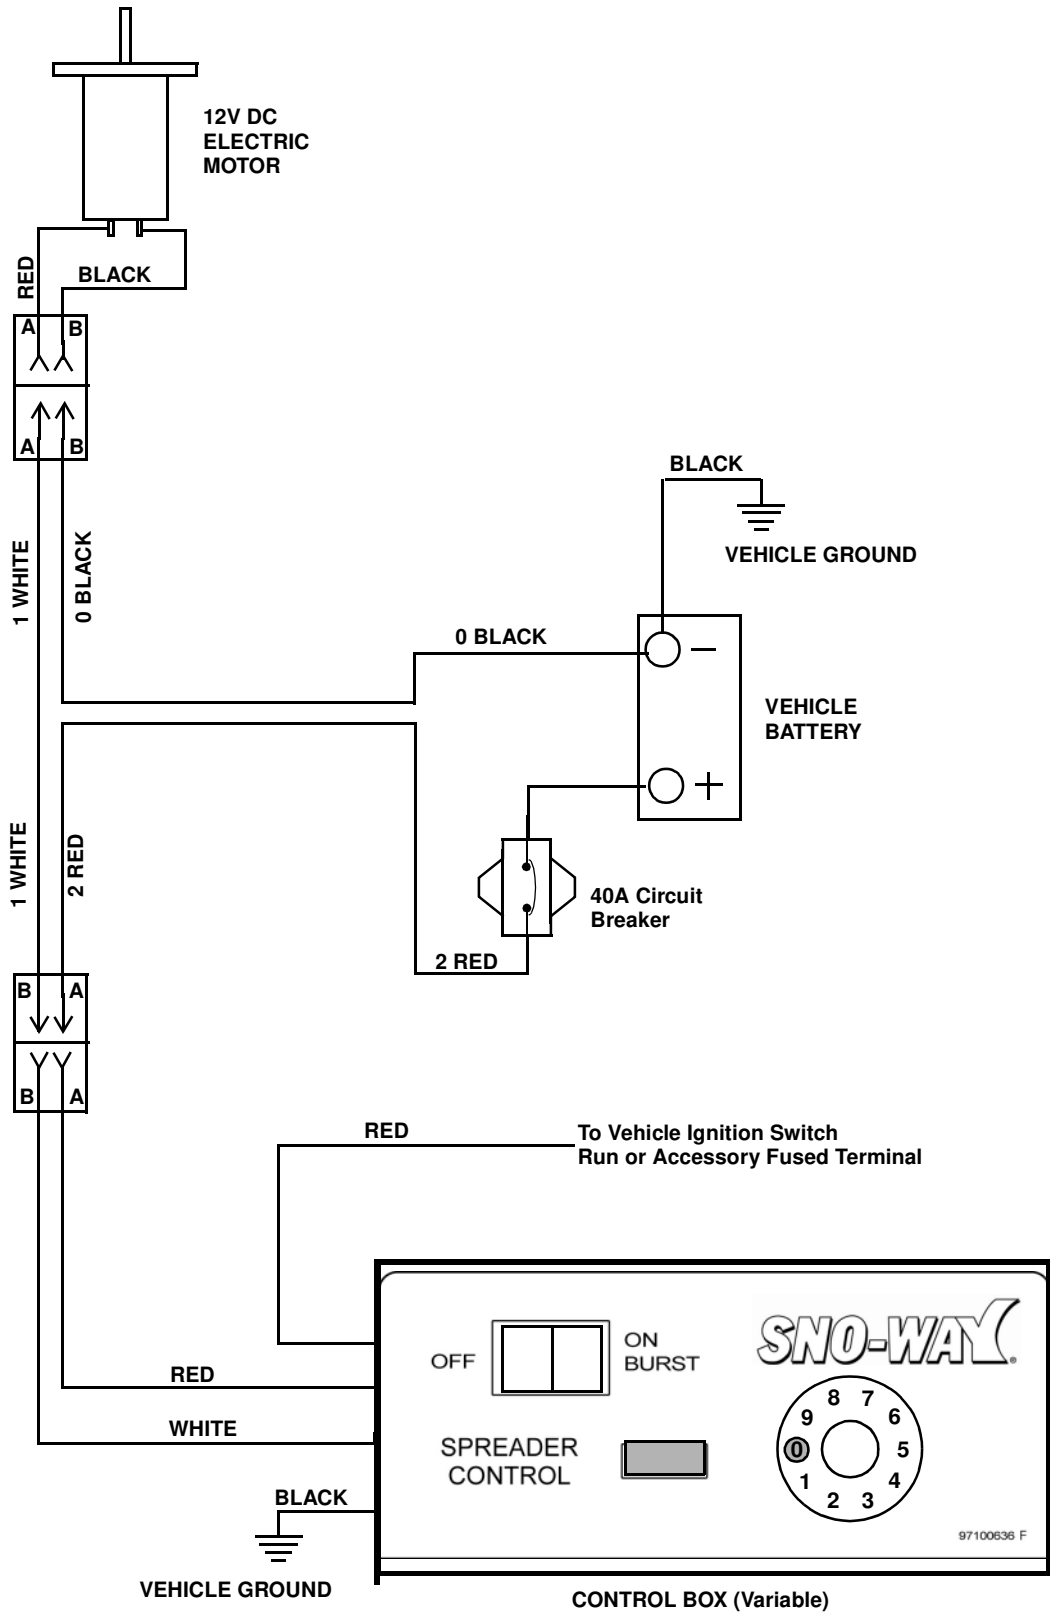 12V DC
ELECTRIC
MOTOR
RED
BLACK
A B
A B
1 WHITE
0 BLACK
BLACK
VEHICLE GROUND
0 BLACK
−
VEHICLE
BATTERY
+
1 WHITE
2 RED
40A Circuit
Breaker
2 RED
B A
B A
RED
To Vehicle Ignition Switch
Run or Accessory Fused Terminal
RED
WHITE
BLACK
VEHICLE GROUND
OFF
ON
BURST
SNO-WAY®
SPREADER
CONTROL
0
1
2
3
4
5
6
7
8
9
97100636 F
CONTROL BOX (Variable)